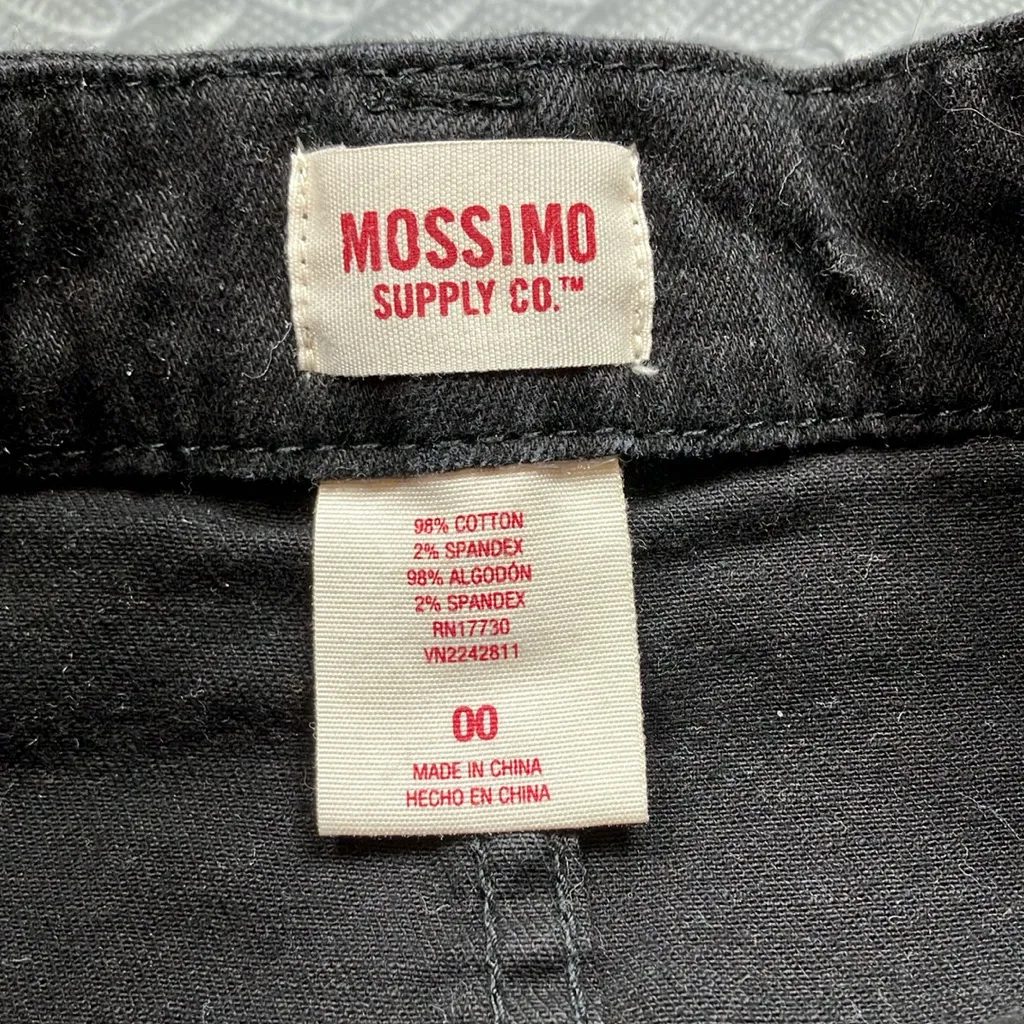 MOSSIMO
SUPPLY CO.™
98% COTTON
2% SPANDEX
98% ALGODÓN
2% SPANDEX
RN17730
VN2242811
00
MADE IN CHINA
HECHO EN CHINA